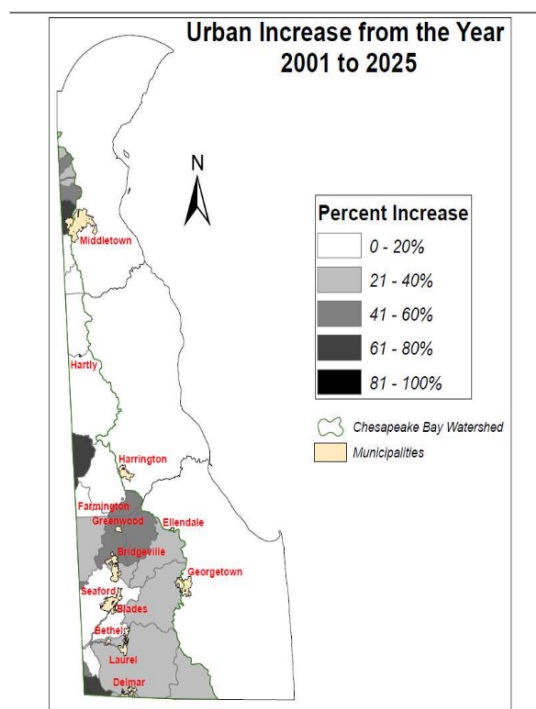 Urban Increase from the Year
2001 to 2025
N
Percent Increase
0 - 20%
21 - 40%
41 - 60%
61 - 80%
81 - 100%
Chesapeake Bay Watershed
Municipalities
Middletown
Hartly
Harrington
Farmington
Greenwood
Ellendale
Bridgeville
Georgetown
Seaford
Blades
Bethel
Laurel
Delmar